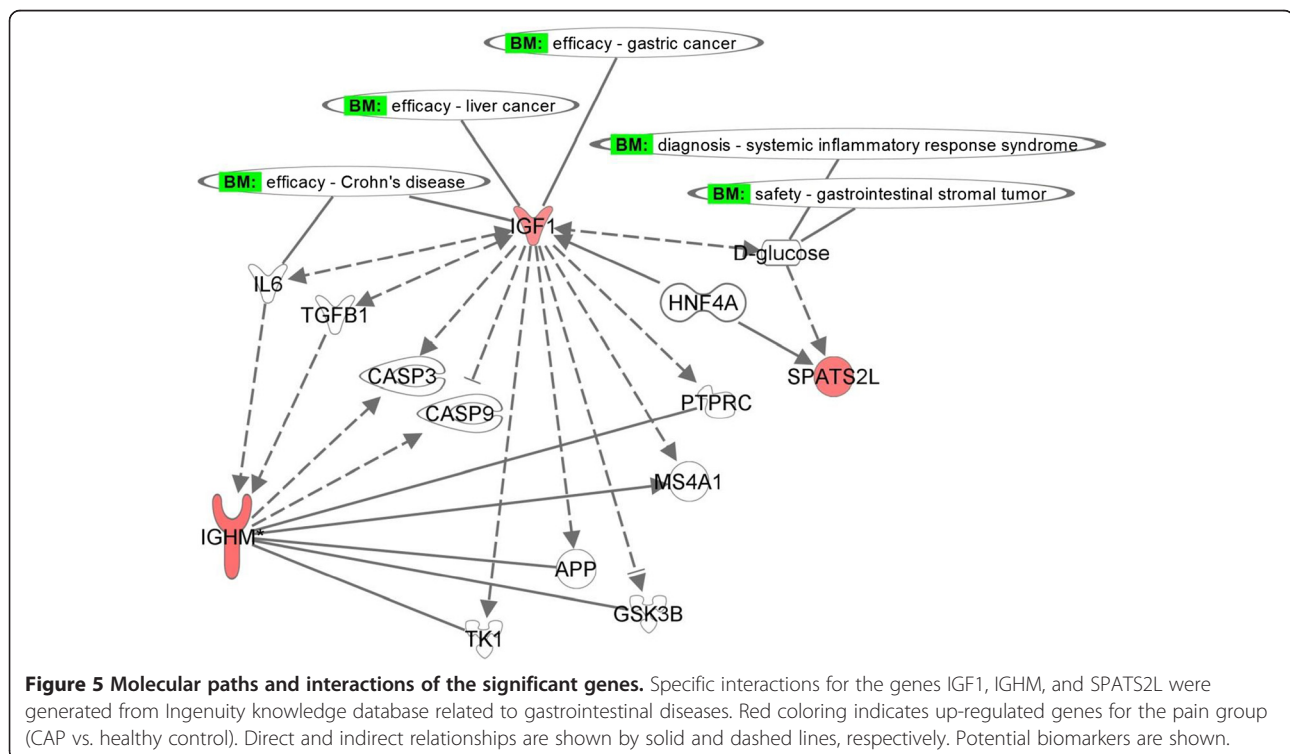 BM: efficacy - gastric cancer
BM: efficacy - liver cancer
BM: diagnosis - systemic inflammatory response syndrome
BM: efficacy - Crohn's disease
BM: safety - gastrointestinal stromal tumor
IGF1
D-glucose
IL6
HNF4A
TGFB1
CASP3
SPATS2L
CASP9
PTPRC
MS4A1
IGHM*
APP
GSK3B
TK1
Figure 5 Molecular paths and interactions of the significant genes. Specific interactions for the genes IGF1, IGHM, and SPATS2L were
generated from Ingenuity knowledge database related to gastrointestinal diseases. Red coloring indicates up-regulated genes for the pain group
(CAP vs. healthy control). Direct and indirect relationships are shown by solid and dashed lines, respectively. Potential biomarkers are shown.